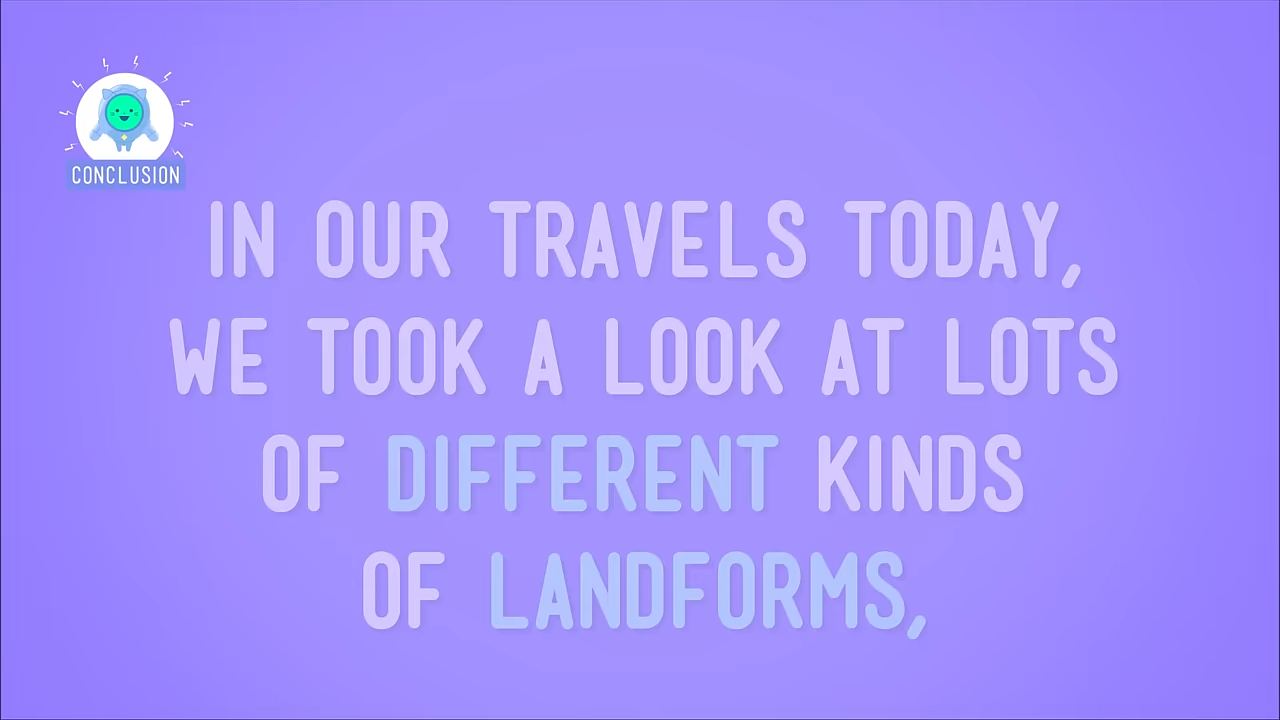 CONCLUSION
IN OUR TRAVELS TODAY,
WE TOOK A LOOK AT LOTS
OF DIFFERENT KINDS
OF LANDFORMS,